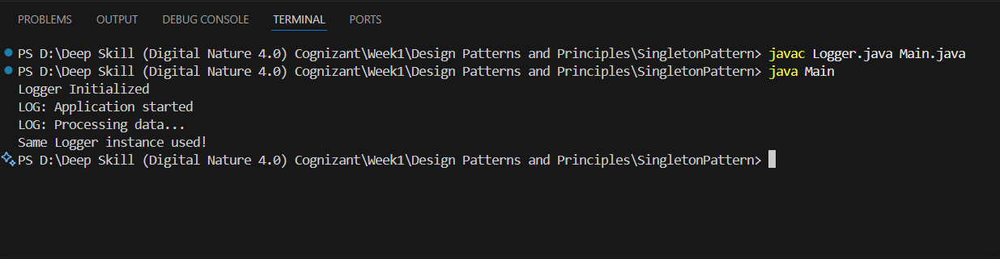 PROBLEMS OUTPUT DEBUG CONSOLE TERMINAL PORTS
PS D:\Deep Skill (Digital Nature 4.0) Cognizant\Week1\Design Patterns and Principles\SingletonPattern> javac Logger.java Main.java
PS D:\Deep Skill (Digital Nature 4.0) Cognizant\Week1\Design Patterns and Principles\SingletonPattern> java Main
Logger Initialized
LOG: Application started
LOG: Processing data...
Same Logger instance used!
PS D:\Deep Skill (Digital Nature 4.0) Cognizant\Week1\Design Patterns and Principles\SingletonPattern>